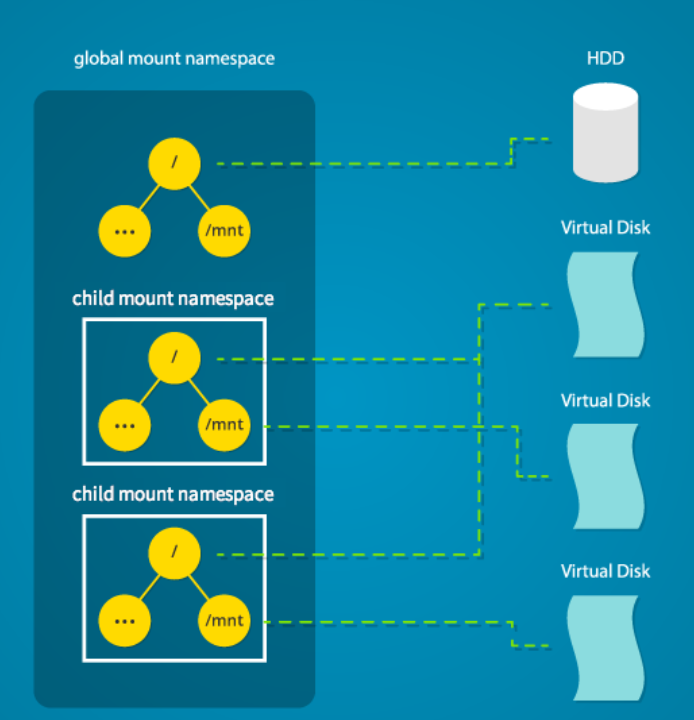 global mount namespace
HDD
/
...
/mnt
Virtual Disk
child mount namespace
/
...
/mnt
Virtual Disk
child mount namespace
/
...
/mnt
Virtual Disk